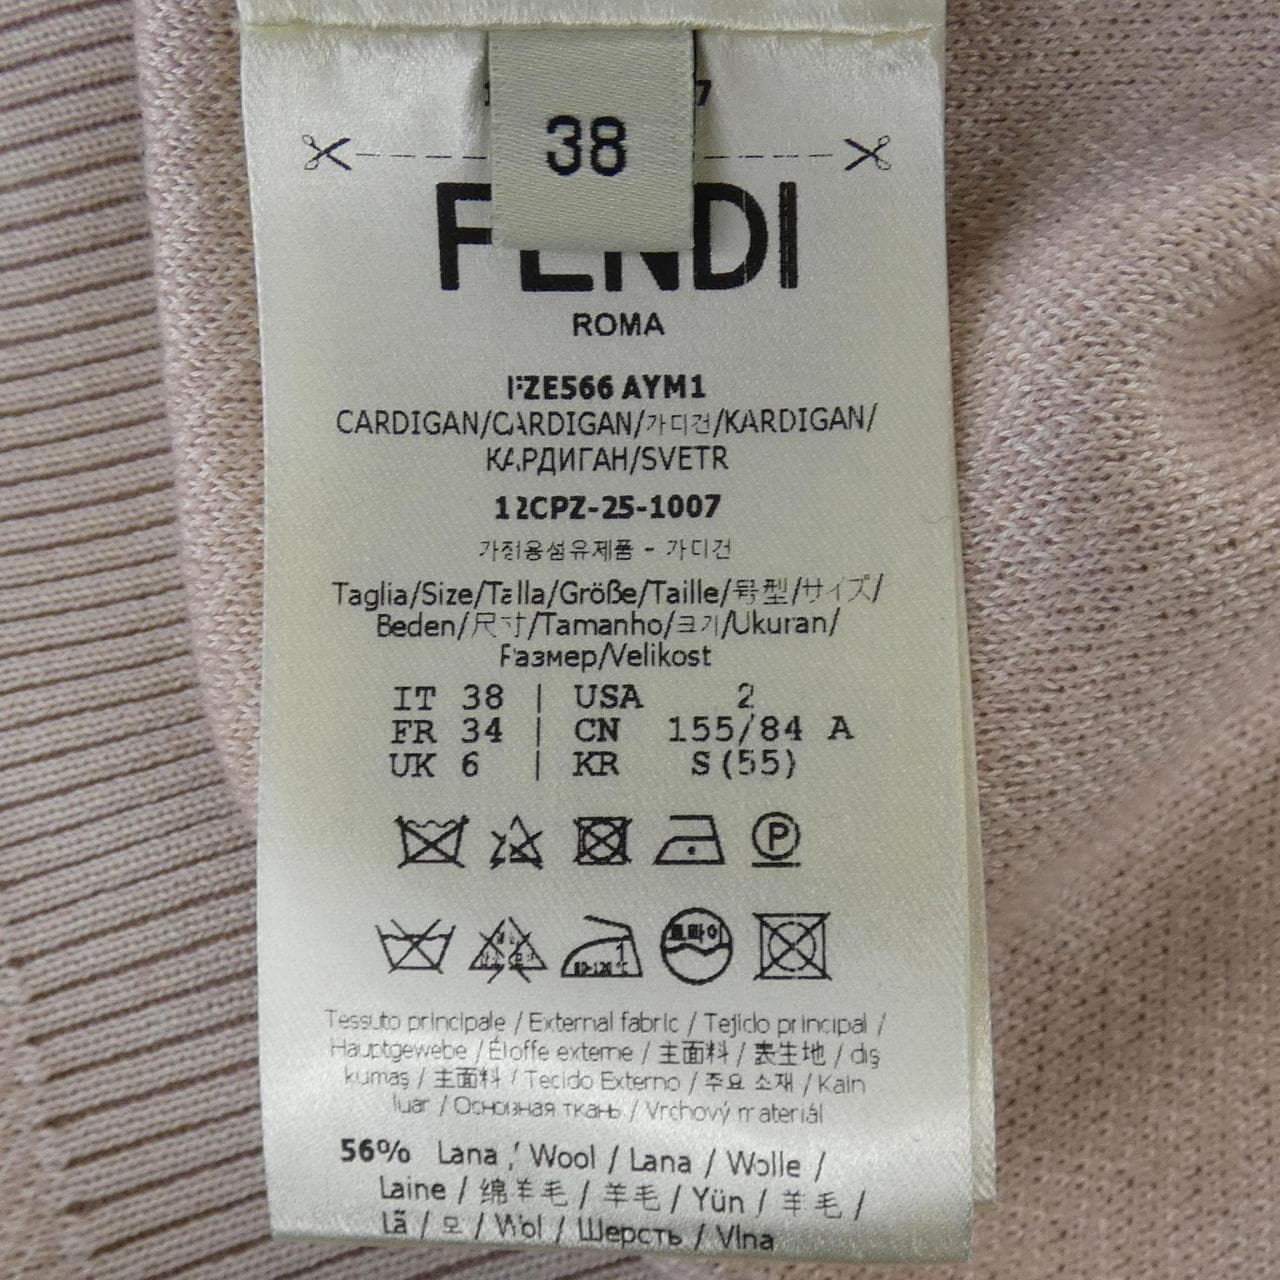 38
FENDI
ROMA
FZE566 AYM1
CARDIGAN/CARDIGAN/가디건/KARDIGAN/
КАРДИГАН/SVETR
12CPZ-25-1007
가정용섬유제품 - 가디건
Taglia/Size/Talla/Größe/Taille/号型/サイズ/
Beden/尺寸/Tamanho/크기/Ukuran/
Размер/Velikost
IT 38 | USA 2
FR 34 | CN 155/84 A
UK 6 | KR S(55)
P
드라이
80-120℃
Tessuto principale / External fabric / Tejido principal /
Hauptgewebe / Étoffe externe / 主面料 / 表生地 / dış
kumaş / 主面料 / Tecido Externo / 주요 소재 / Kain
luar / Основная ткань / Vrchový materiál
56% Lana / Wool / Lana / Wolle /
Laine / 绵羊毛 / 羊毛 / Yün / 羊毛 /
Lã / 모 / Wol / Шерсть / Vlna